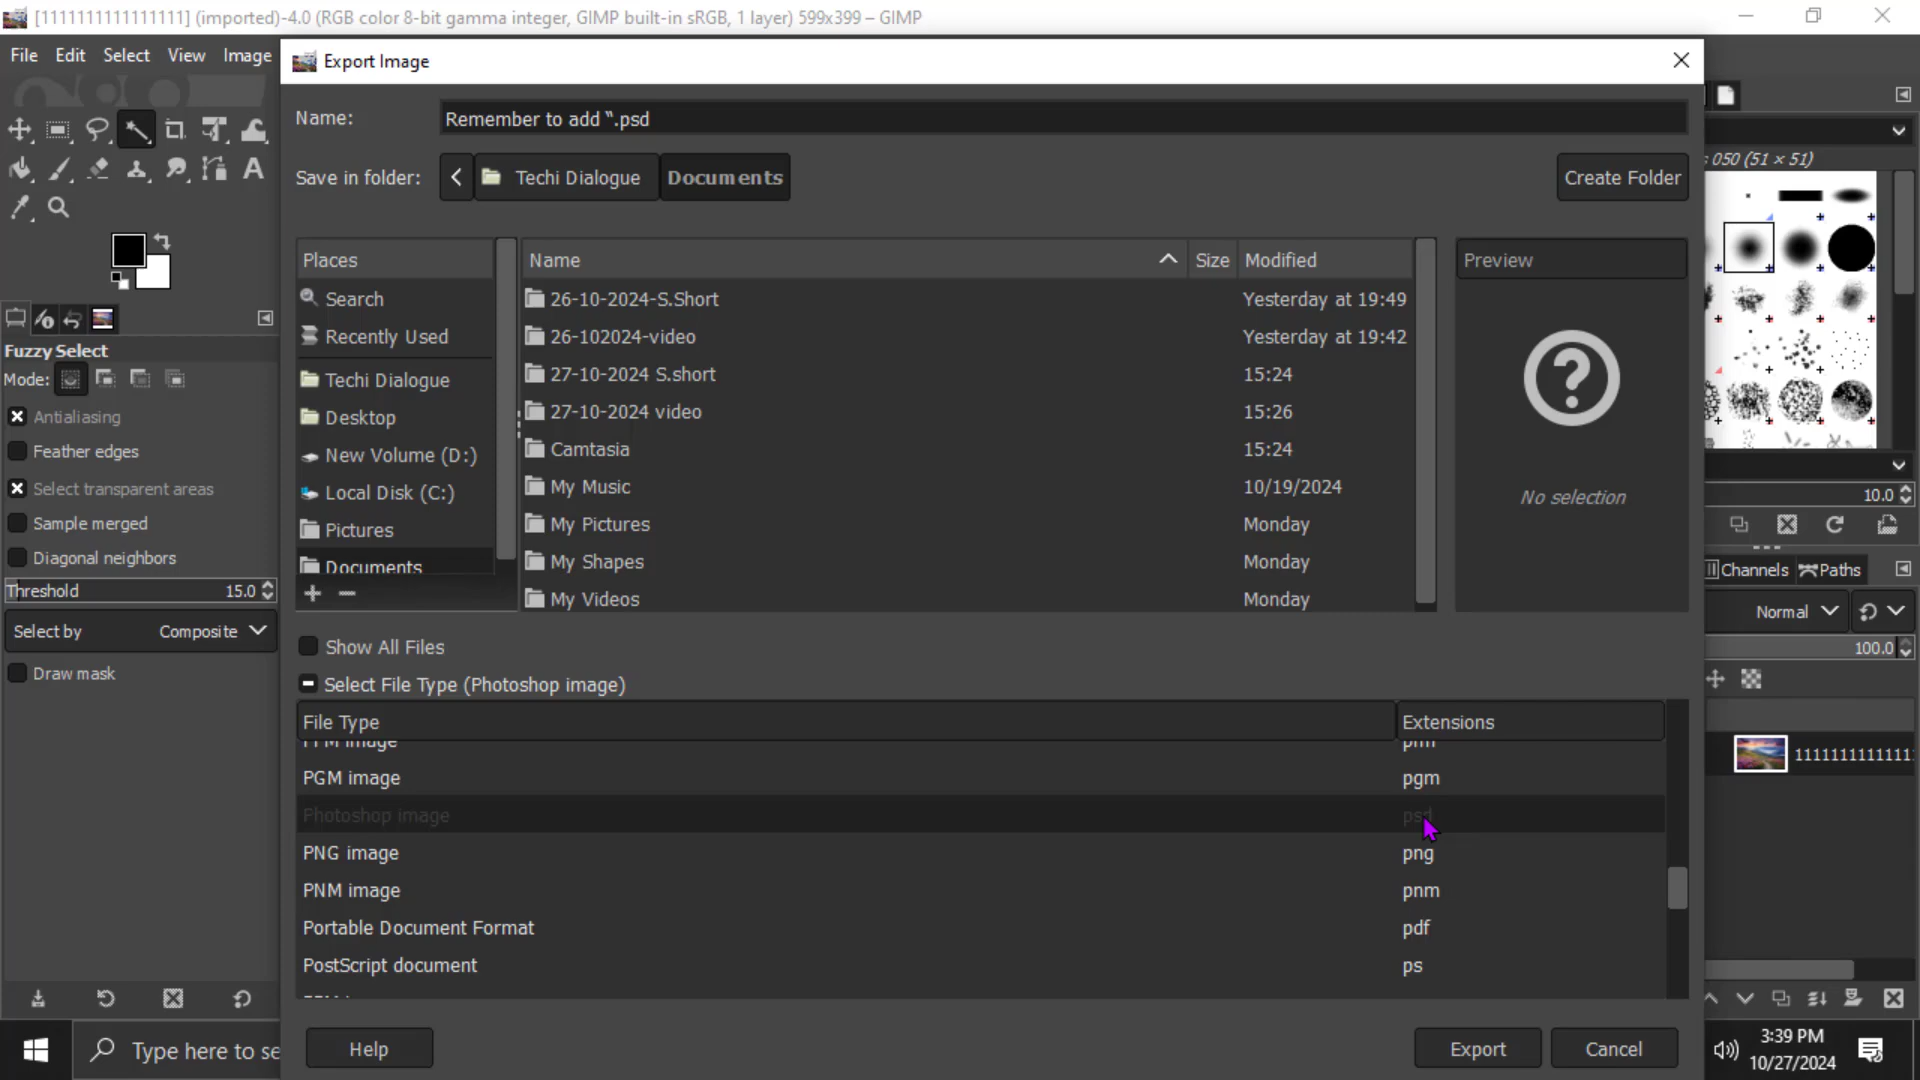 [1111111111111111] (imported)-4.0 (RGB color 8-bit gamma integer, GIMP built-in sRGB, 1 layer) 599x399 – GIMP
File Edit Select View Image
Export Image
Name: Remember to add “.psd
Save in folder: Techi Dialogue Documents Create Folder
050 (51 × 51)
Places
Search
Recently Used
Techi Dialogue
Desktop
New Volume (D:)
Local Disk (C:)
Pictures
Documents
Name Size Modified
26-10-2024-S.Short Yesterday at 19:49
26-102024-video Yesterday at 19:42
27-10-2024 S.short 15:24
27-10-2024 video 15:26
Camtasia 15:24
My Music 10/19/2024
My Pictures Monday
My Shapes Monday
My Videos Monday
Preview
No selection
Fuzzy Select
Mode:
Antialiasing
Feather edges
Select transparent areas
Sample merged
Diagonal neighbors
Threshold 15.0
Select by Composite
Draw mask
Show All Files
Select File Type (Photoshop image)
File Type Extensions
PGM image pgm
Photoshop image psd
PNG image png
PNM image pnm
Portable Document Format pdf
PostScript document ps
Help Export Cancel
10.0
Channels Paths
Normal
100.0
Type here to se
3:39 PM
10/27/2024